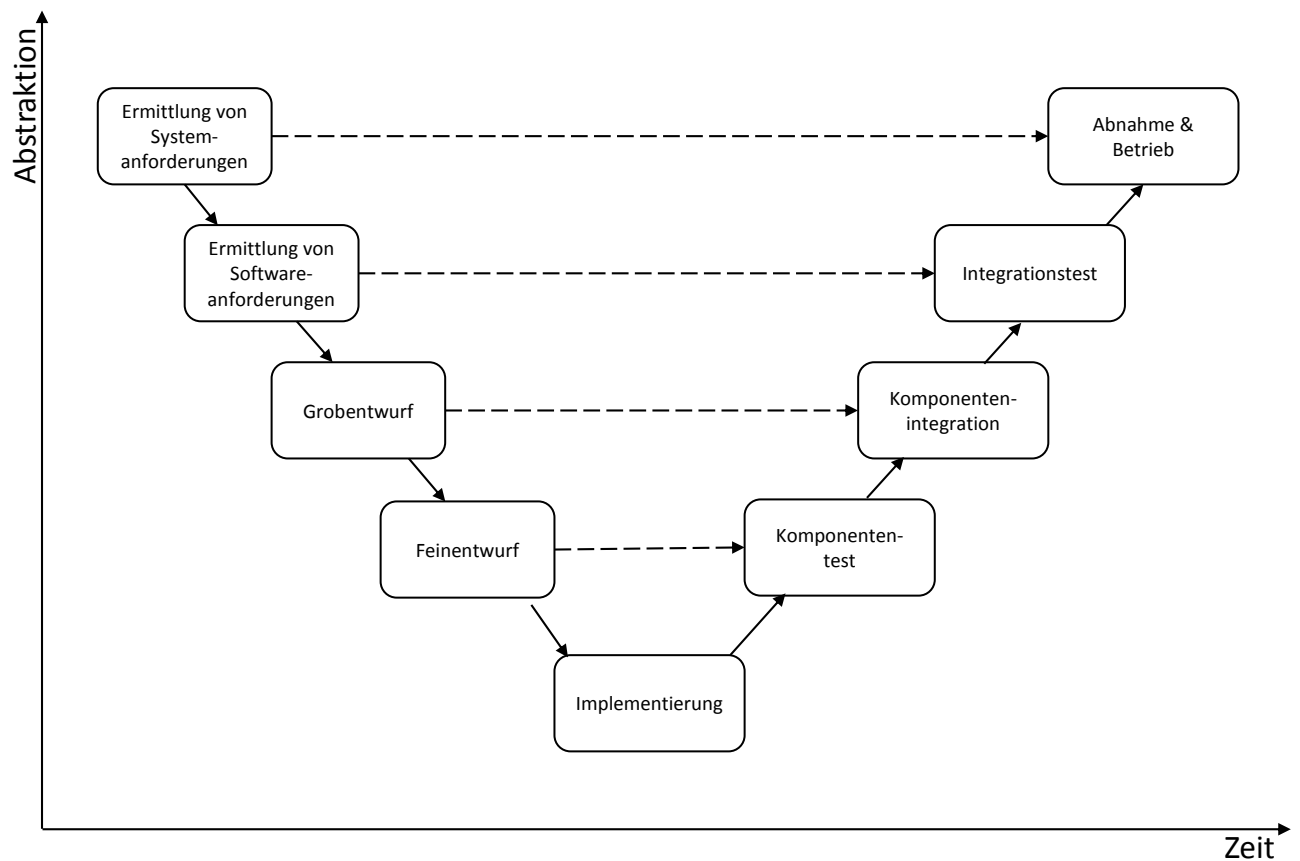 Abstraktion
Ermittlung von
System-
anforderungen
Abnahme &
Betrieb
Ermittlung von
Software-
anforderungen
Integrationstest
Grobentwurf
Komponenten-
integration
Feinentwurf
Komponenten-
test
Implementierung
Zeit